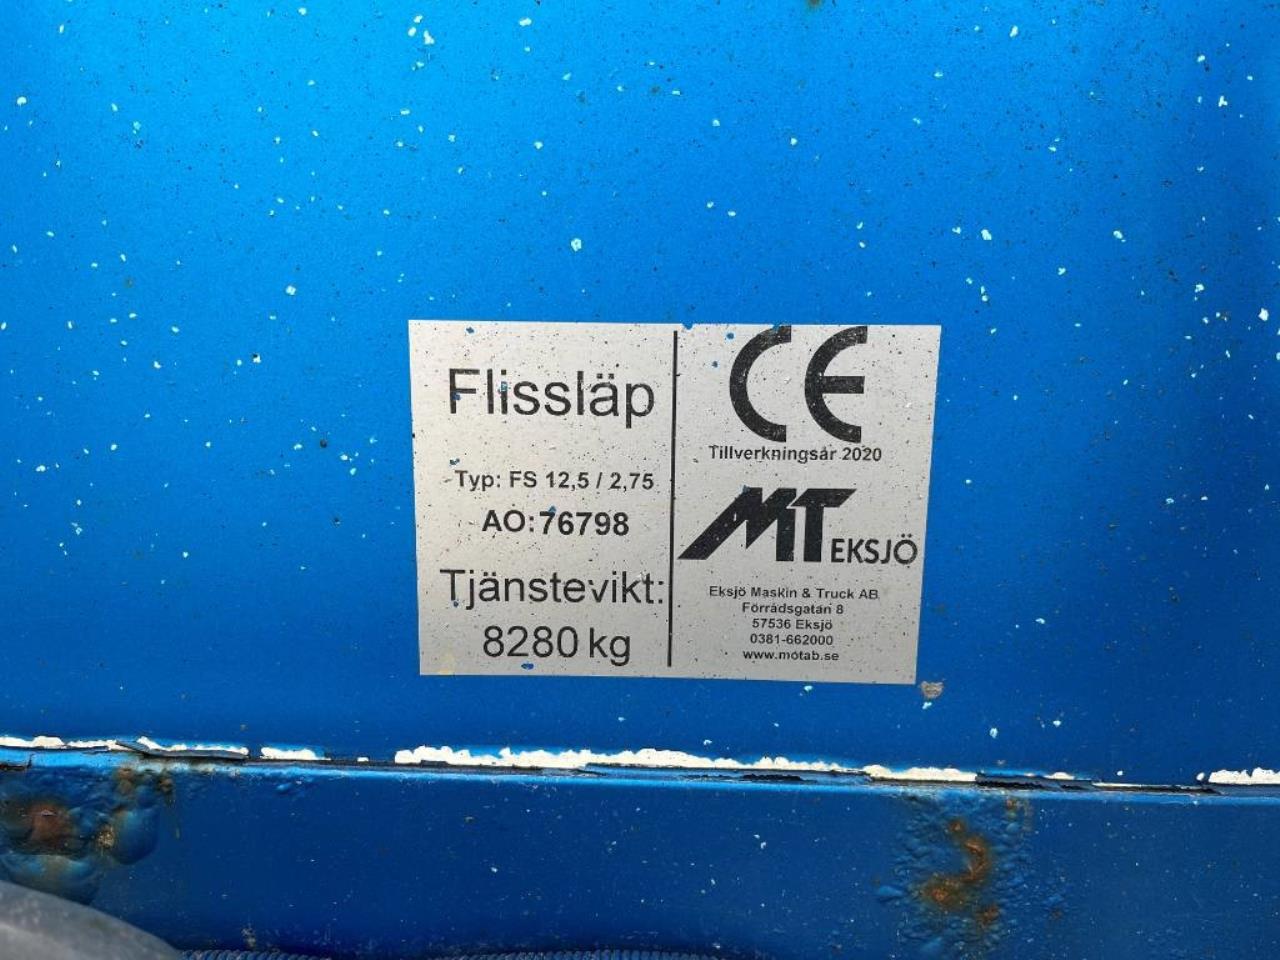 Flissläp
Typ: FS 12,5 / 2,75
AO: 76798
Tjänstevikt:
8280 kg
CE
Tillverkningsår 2020
MT EKSJÖ
Eksjö Maskin & Truck AB
Förrådsgatan 8
57536 Eksjö
0381-662000
www.motab.se